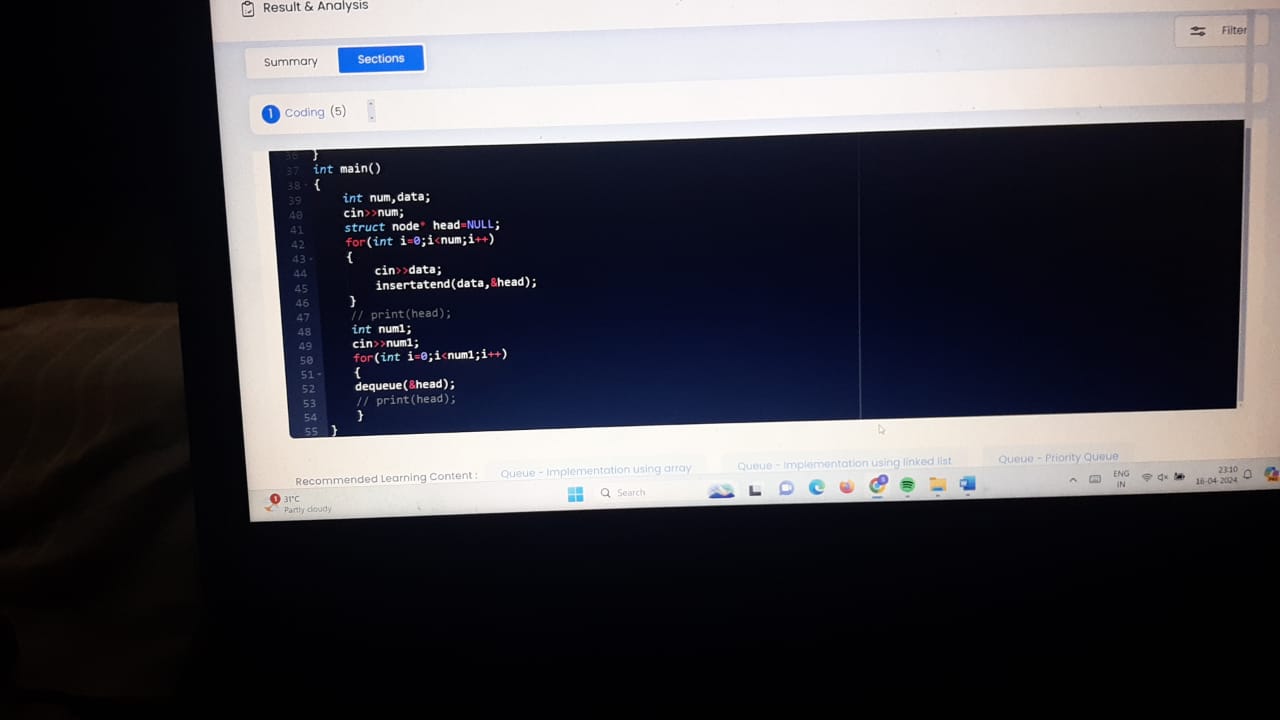 Result & Analysis
Filter
Summary Sections
1 Coding (5)
36 }
37 int main()
38 {
39 int num,data;
40 cin>>num;
41 struct node* head=NULL;
42 for(int i=0;i<num;i++)
43 {
44 cin>>data;
45 insertatend(data,&head);
46 }
47 // print(head);
48 int num1;
49 cin>>num1;
50 for(int i=0;i<num1;i++)
51 {
52 dequeue(&head);
53 // print(head);
54 }
55 }
Recommended Learning Content : Queue - Implementation using array Queue - Implementation using linked list Queue - Priority Queue
1 31°C
Partly cloudy
Search
ENG
IN
23:10
16-04-2024